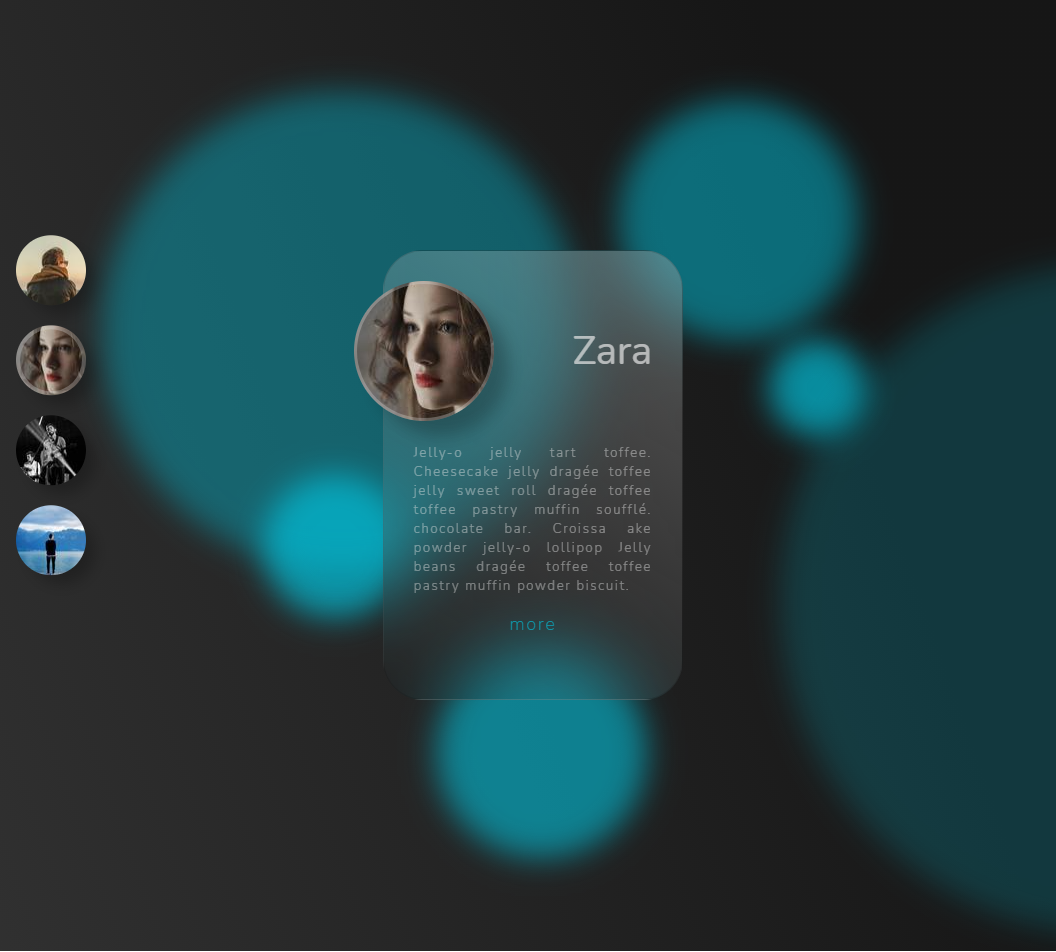 Zara
Jelly-o jelly tart toffee.
Cheesecake jelly dragée toffee
jelly sweet roll dragée toffee
toffee pastry muffin soufflé.
chocolate bar. Croissa ake
powder jelly-o lollipop Jelly
beans dragée toffee toffee
pastry muffin powder biscuit.
more